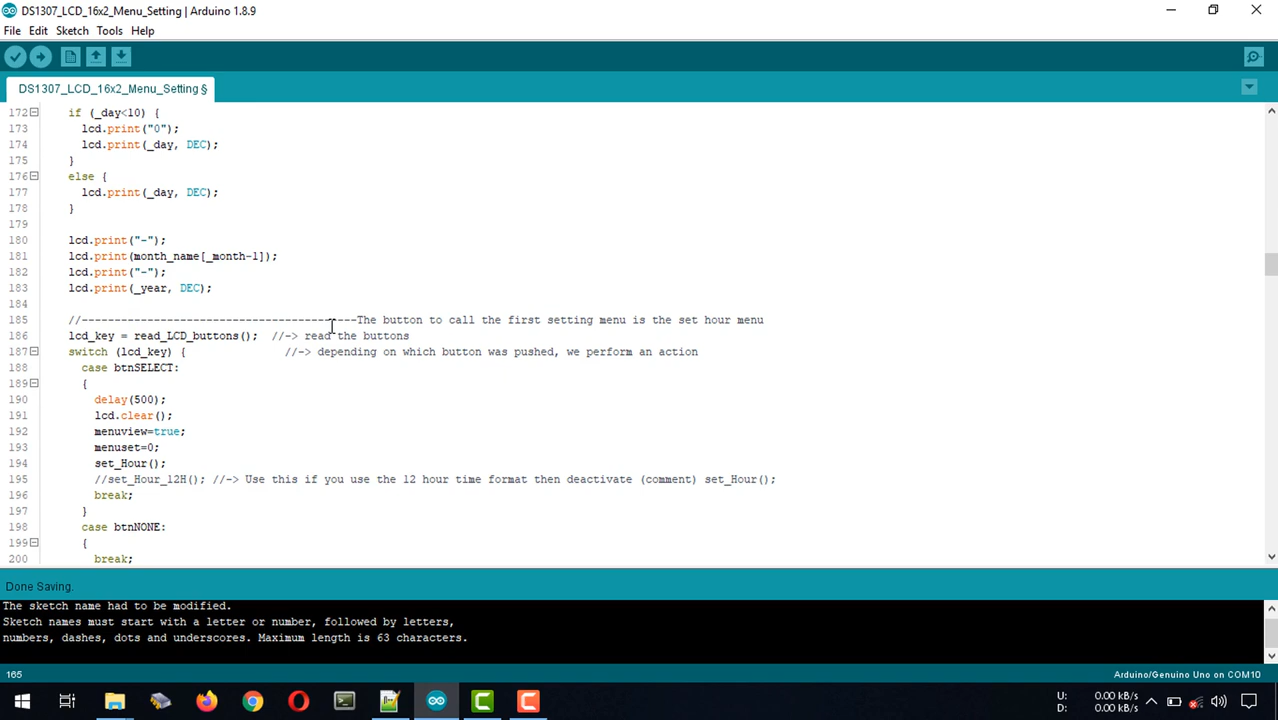 DS1307_LCD_16x2_Menu_Setting | Arduino 1.8.9
File Edit Sketch Tools Help
DS1307_LCD_16x2_Menu_Setting §
172 if (_day<10) {
173 lcd.print("0");
174 lcd.print(_day, DEC);
175 }
176 else {
177 lcd.print(_day, DEC);
178 }
179
180 lcd.print("-");
181 lcd.print(month_name[_month-1]);
182 lcd.print("-");
183 lcd.print(_year, DEC);
184
185 //------------------------------------------The button to call the first setting menu is the set hour menu
186 lcd_key = read_LCD_buttons(); //-> read the buttons
187 switch (lcd_key) { //-> depending on which button was pushed, we perform an action
188 case btnSELECT:
189 {
190 delay(500);
191 lcd.clear();
192 menuview=true;
193 menuset=0;
194 set_Hour();
195 //set_Hour_12H(); //-> Use this if you use the 12 hour time format then deactivate (comment) set_Hour();
196 break;
197 }
198 case btnNONE:
199 {
200 break;
Done Saving.
The sketch name had to be modified.
Sketch names must start with a letter or number, followed by letters,
numbers, dashes, dots and underscores. Maximum length is 63 characters.
165 Arduino/Genuino Uno on COM10
U: 0.00 kB/s
D: 0.00 kB/s